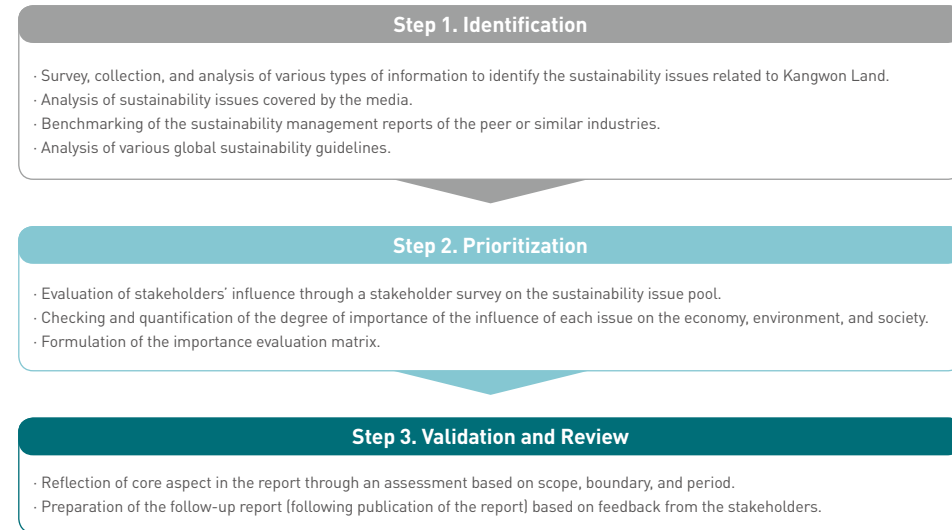 Step 1. Identification
· Survey, collection, and analysis of various types of information to identify the sustainability issues related to Kangwon Land.
· Analysis of sustainability issues covered by the media.
· Benchmarking of the sustainability management reports of the peer or similar industries.
· Analysis of various global sustainability guidelines.
Step 2. Prioritization
· Evaluation of stakeholders’ influence through a stakeholder survey on the sustainability issue pool.
· Checking and quantification of the degree of importance of the influence of each issue on the economy, environment, and society.
· Formulation of the importance evaluation matrix.
Step 3. Validation and Review
· Reflection of core aspect in the report through an assessment based on scope, boundary, and period.
· Preparation of the follow-up report (following publication of the report) based on feedback from the stakeholders.